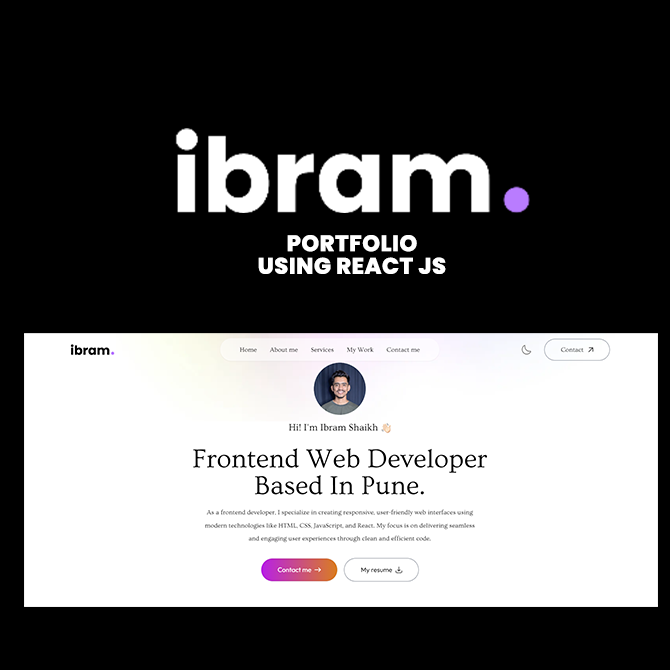 ibram.
PORTFOLIO
USING REACT JS
ibram.
Home About me Services My Work Contact me
Contact
Hi! I'm Ibram Shaikh 👋🏻
Frontend Web Developer
Based In Pune.
As a frontend developer, I specialize in creating responsive, user-friendly web interfaces using
modern technologies like HTML, CSS, JavaScript, and React. My focus is on delivering seamless
and engaging user experiences through clean and efficient code.
Contact me →
My resume